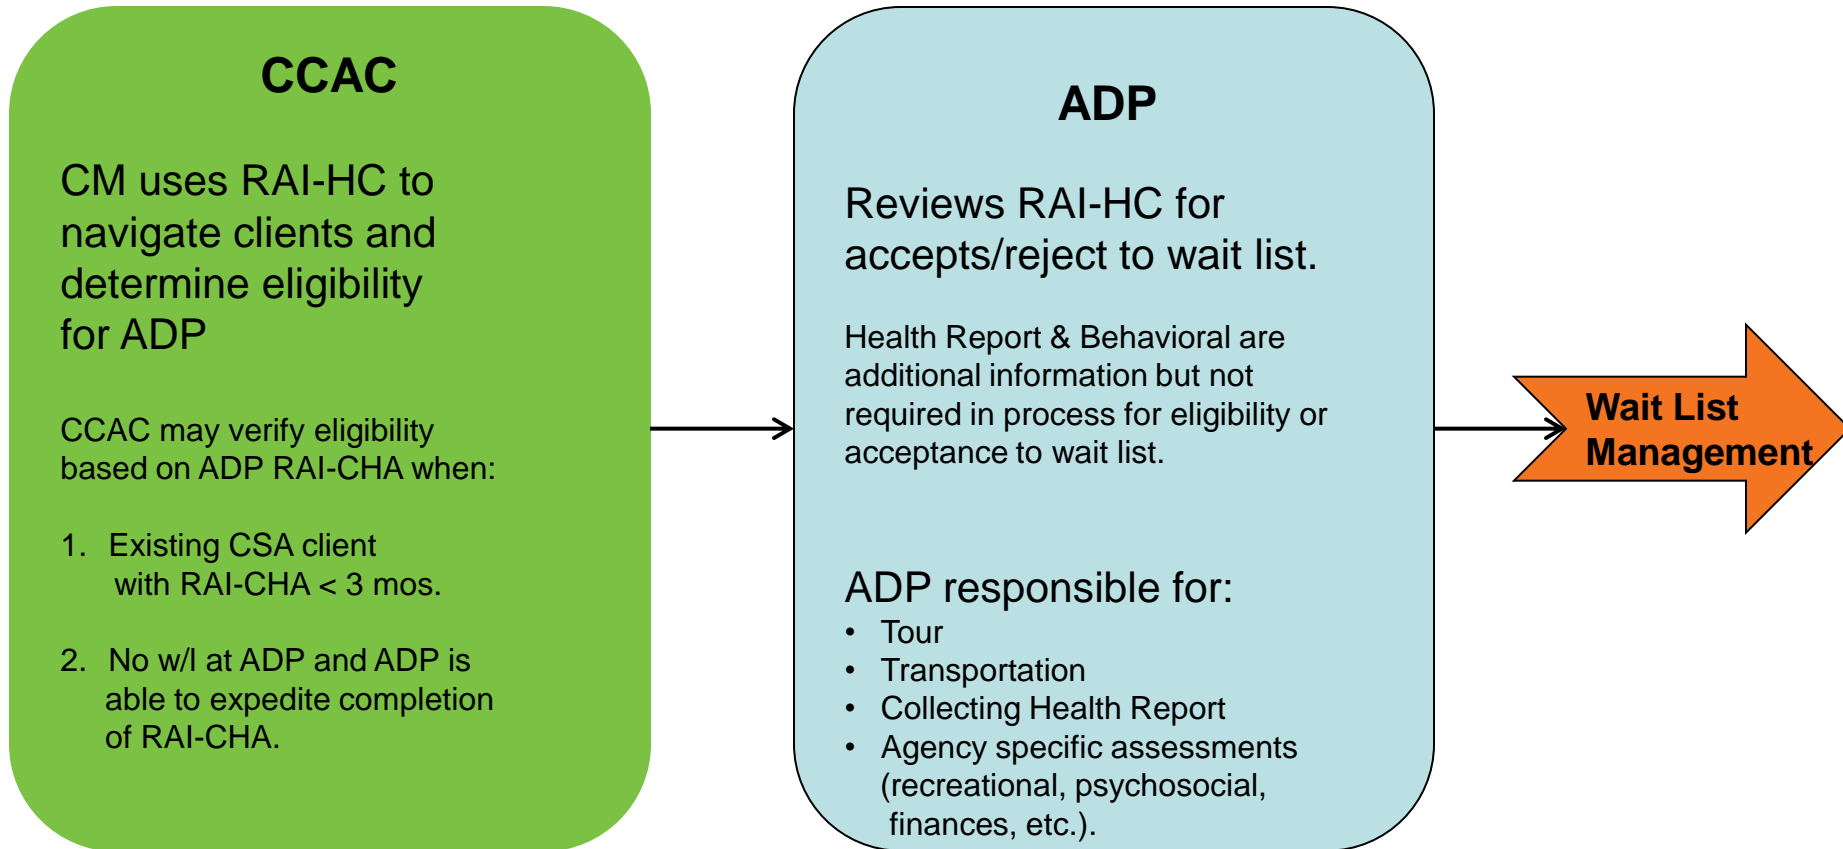 CCAC
CM uses RAI-HC to
navigate clients and
determine eligibility
for ADP
CCAC may verify eligibility
based on ADP RAI-CHA when:
1. Existing CSA client
with RAI-CHA < 3 mos.
2. No w/l at ADP and ADP is
able to expedite completion
of RAI-CHA.
ADP
Reviews RAI-HC for
accepts/reject to wait list.
Health Report & Behavioral are
additional information but not
required in process for eligibility or
acceptance to wait list.
ADP responsible for:
• Tour
• Transportation
• Collecting Health Report
• Agency specific assessments
(recreational, psychosocial,
finances, etc.).
Wait List
Management